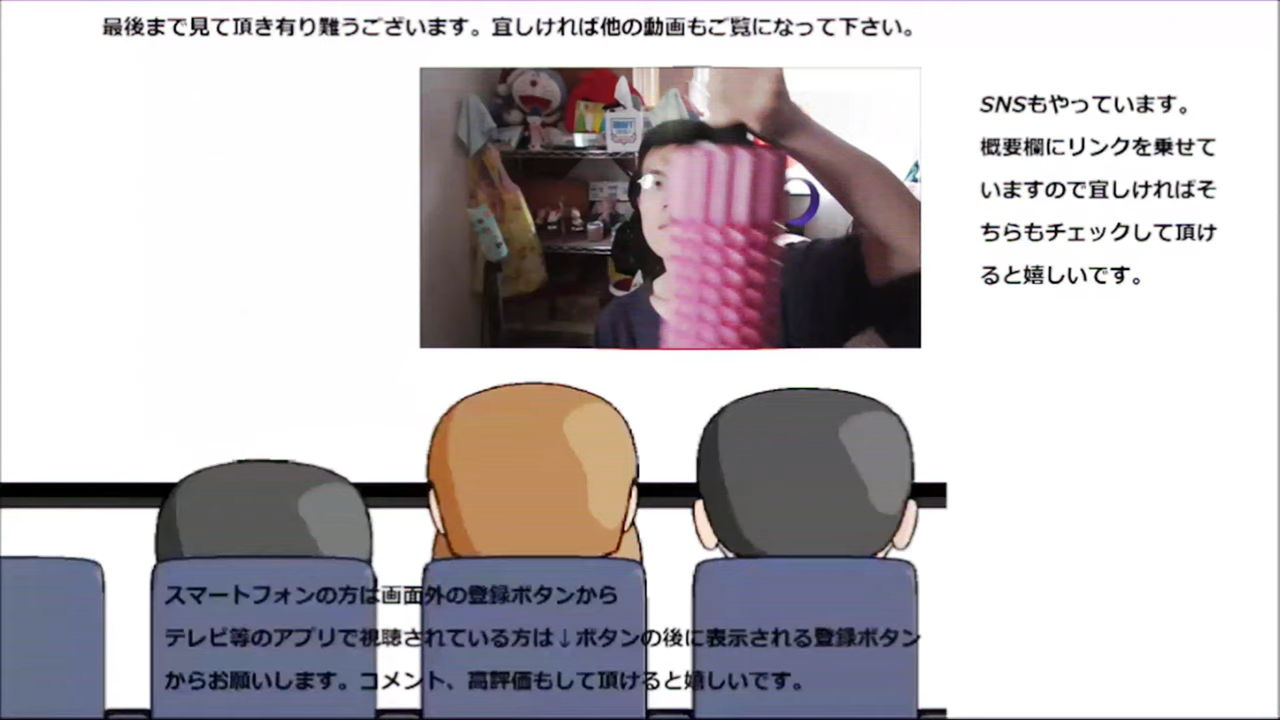 最後まで見て頂き有り難うございます。宜しければ他の動画もご覧になって下さい。
SNSもやっています。
概要欄にリンクを乗せて
いますので宜しければそ
ちらもチェックして頂け
ると嬉しいです。
スマートフォンの方は画面外の登録ボタンから
テレビ等のアプリで視聴されている方は↓ボタンの後に表示される登録ボタン
からお願いします。コメント、高評価もして頂けると嬉しいです。